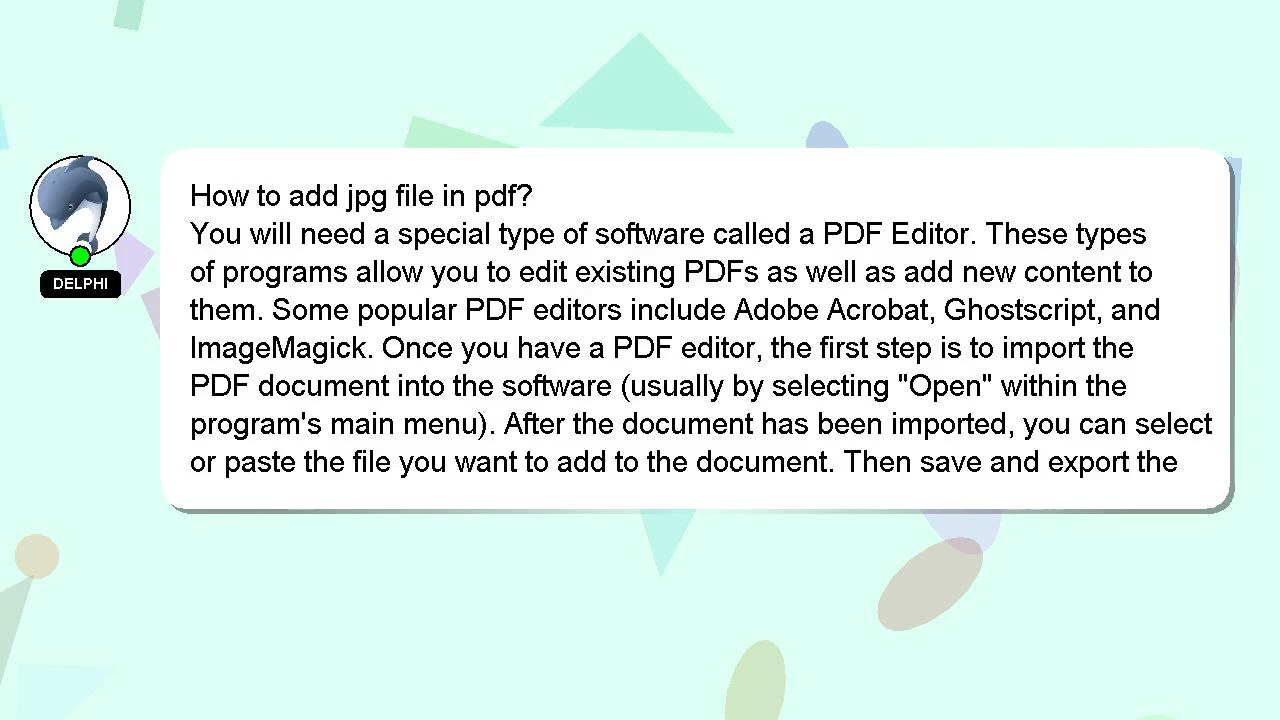 DELPHI
How to add jpg file in pdf?
You will need a special type of software called a PDF Editor. These types
of programs allow you to edit existing PDFs as well as add new content to
them. Some popular PDF editors include Adobe Acrobat, Ghostscript, and
ImageMagick. Once you have a PDF editor, the first step is to import the
PDF document into the software (usually by selecting "Open" within the
program's main menu). After the document has been imported, you can select
or paste the file you want to add to the document. Then save and export the